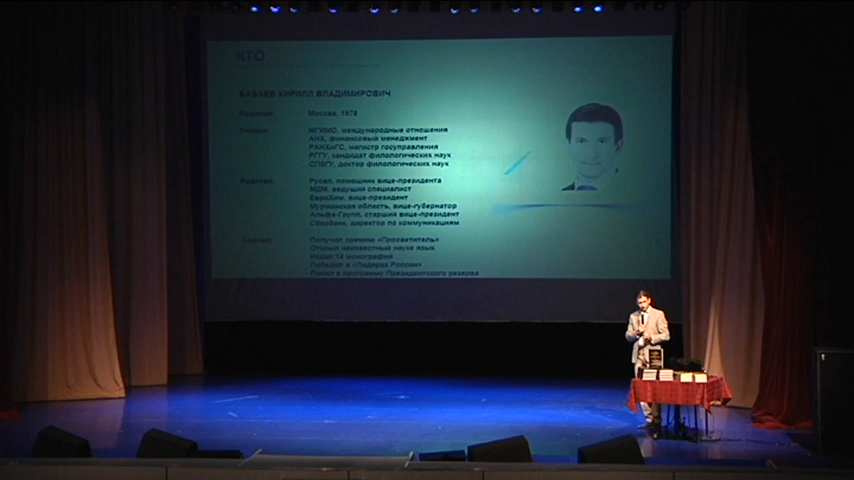 КТО
БАБАЕВ КИРИЛЛ ВЛАДИМИРОВИЧ
Родился: Москва, 1978
Учился: МГИМО, международные отношения
АНХ, финансовый менеджмент
РАНХиГС, магистр госуправления
РГГУ, кандидат филологических наук
СПбГУ, доктор филологических наук
Работал: Русал, помощник вице-президента
МДМ, ведущий специалист
ЕвроХим, вице-президент
Мурманская область, вице-губернатор
Альфа-Групп, старший вице-президент
Сбербанк, директор по коммуникациям
Сделал: Получил премию «Просветитель»
Открыл неизвестный науке язык
Издал 14 монографий
Победил в «Лидерах России»
Попал в программу Президентского резерва